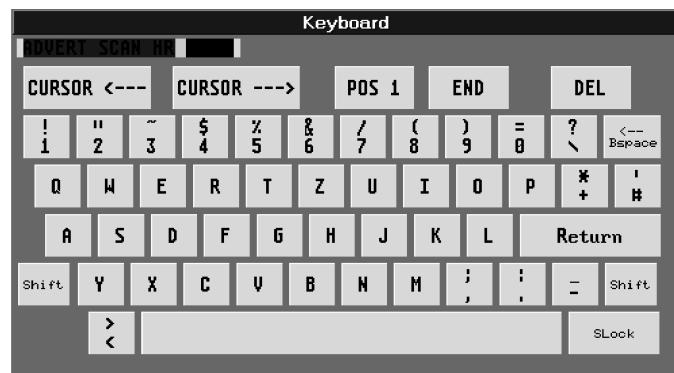 Keyboard
ADVERT SCAN HR
CURSOR <--- CURSOR ---> POS 1 END DEL
! " ~ $ % & / ( ) = ? <--
1 2 3 4 5 6 7 8 9 0 \ Bspace
Q W E R T Z U I O P * '
+ #
A S D F G H J K L Return
Shift Y X C V B N M ; : _ Shift
, . -
> SLock
<